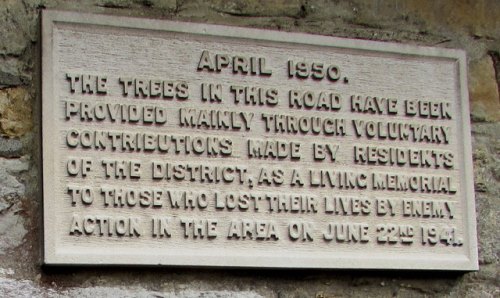 APRIL 1950.
THE TREES IN THIS ROAD HAVE BEEN
PROVIDED MAINLY THROUGH VOLUNTARY
CONTRIBUTIONS MADE BY RESIDENTS
OF THE DISTRICT, AS A LIVING MEMORIAL
TO THOSE WHO LOST THEIR LIVES BY ENEMY
ACTION IN THE AREA ON JUNE 22ND 1941.